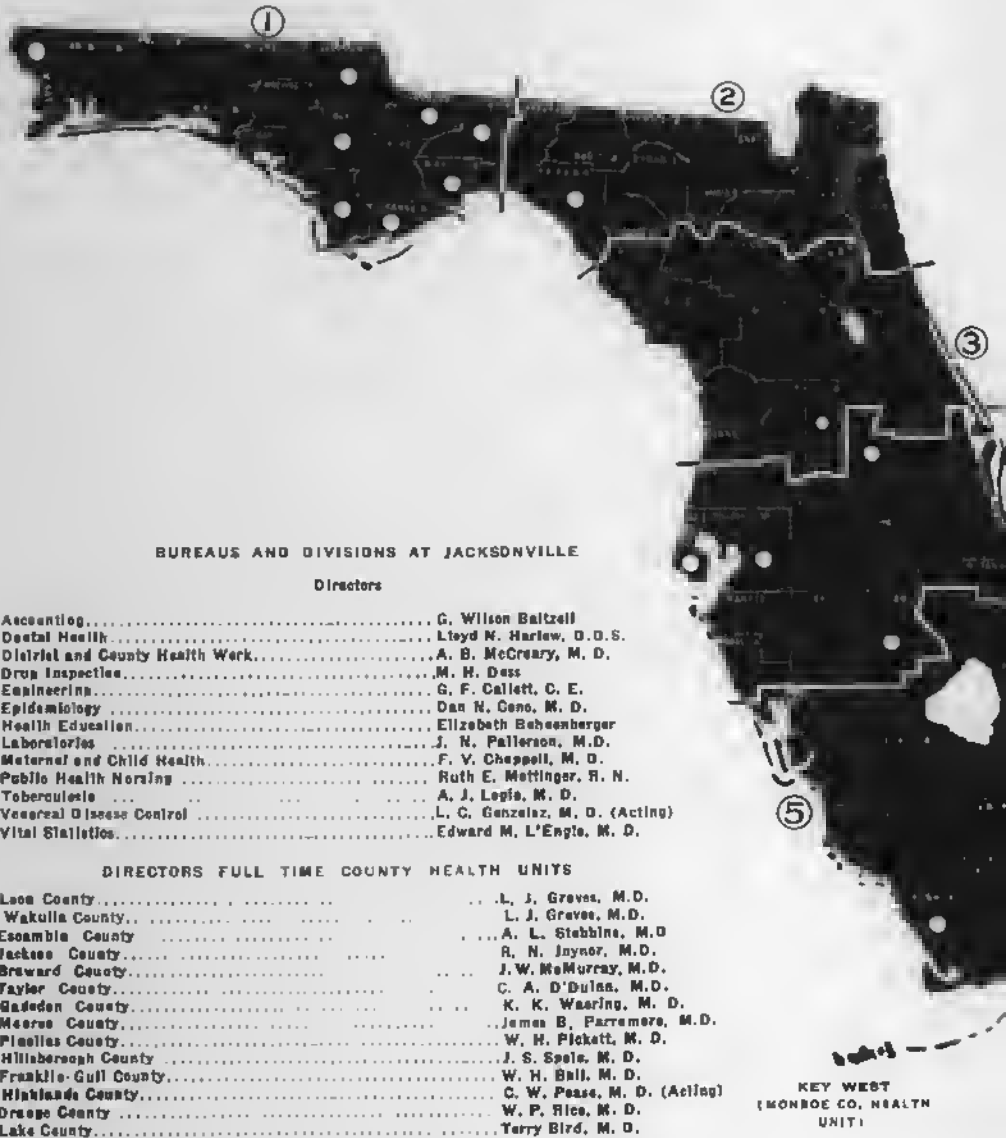 ①
②
③
BUREAUS AND DIVISIONS AT JACKSONVILLE
Directors
Accounting.......... G. Wilson Baltzell
Dental Health.......... Lloyd N. Harlow, D.D.S.
District and County Health Work.......... A. B. McCreary, M. D.
Drug Inspection.......... M. H. Doss
Engineering.......... G. F. Catlett, C. E.
Epidemiology.......... Dan N. Cone, M. D.
Health Education.......... Elizabeth Bohnenberger
Laboratories.......... J. N. Patterson, M.D.
Maternal and Child Health.......... F. V. Chappell, M. D.
Public Health Nursing.......... Ruth E. Mettinger, R. N.
Tuberculosis.......... A. J. Logie, M. D.
Venereal Disease Control.......... L. C. Gonzalez, M. D. (Acting)
Vital Statistics.......... Edward M. L'Engle, M. D.
⑤
DIRECTORS FULL TIME COUNTY HEALTH UNITS
Leon County.......... L. J. Graves, M.D.
Wakulla County.......... L. J. Graves, M.D.
Escambia County.......... A. L. Stebbins, M.D
Jackson County.......... R. N. Joyner, M.D.
Broward County.......... J.W. McMurray, M.D.
Taylor County.......... C. A. O'Quinn, M.D.
Gadsden County.......... K. K. Waering, M. D.
Monroe County.......... James B. Parramore, M.D.
Pinellas County.......... W. H. Pickett, M. D.
Hillsborough County.......... J. S. Spoto, M. D.
Franklin-Gulf County.......... W. H. Ball, M. D.
Highlands County.......... C. W. Pease, M. D. (Acting)
Orange County.......... W. P. Rice, M. D.
Lake County.......... Terry Bird, M. D.
KEY WEST
(MONROE CO. HEALTH
UNIT)